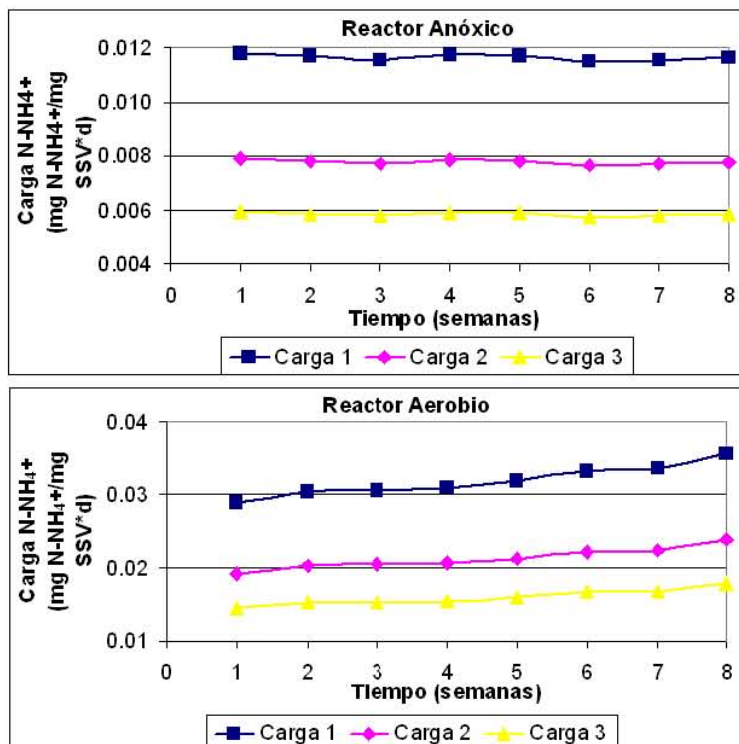 Reactor Anóxico
Carga N-NH4+
(mg N-NH4+/mg
SSV*d)
0.012
0.010
0.008
0.006
0.004
0 1 2 3 4 5 6 7 8
Tiempo (semanas)
Carga 1 Carga 2 Carga 3
Reactor Aerobio
Carga N-NH₄+
(mg N-NH₄+/mg
SSV*d)
0.04
0.03
0.02
0.01
0 1 2 3 4 5 6 7 8
Tiempo (semanas)
Carga 1 Carga 2 Carga 3